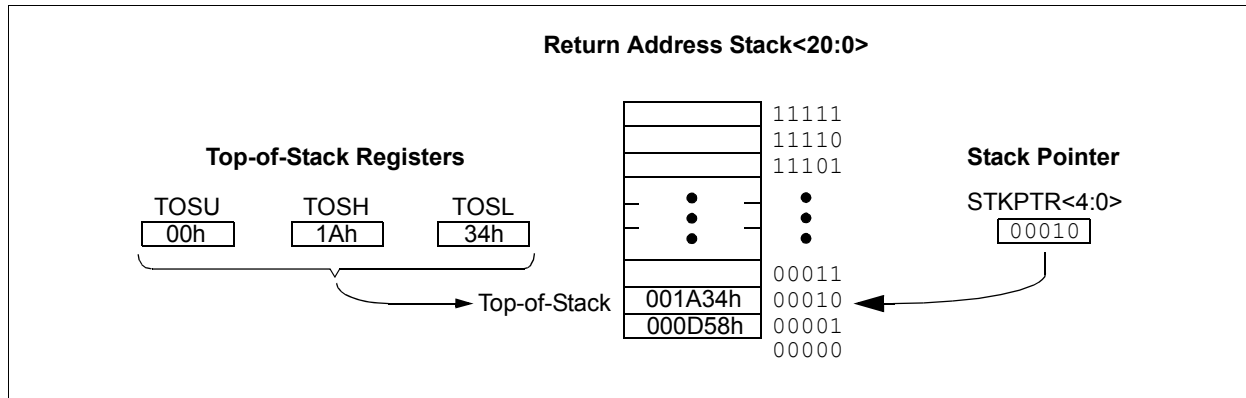 Return Address Stack<20:0>
Top-of-Stack Registers
TOSU TOSH TOSL
00h 1Ah 34h
Top-of-Stack
001A34h
000D58h
11111
11110
11101
00011
00010
00001
00000
Stack Pointer
STKPTR<4:0>
00010